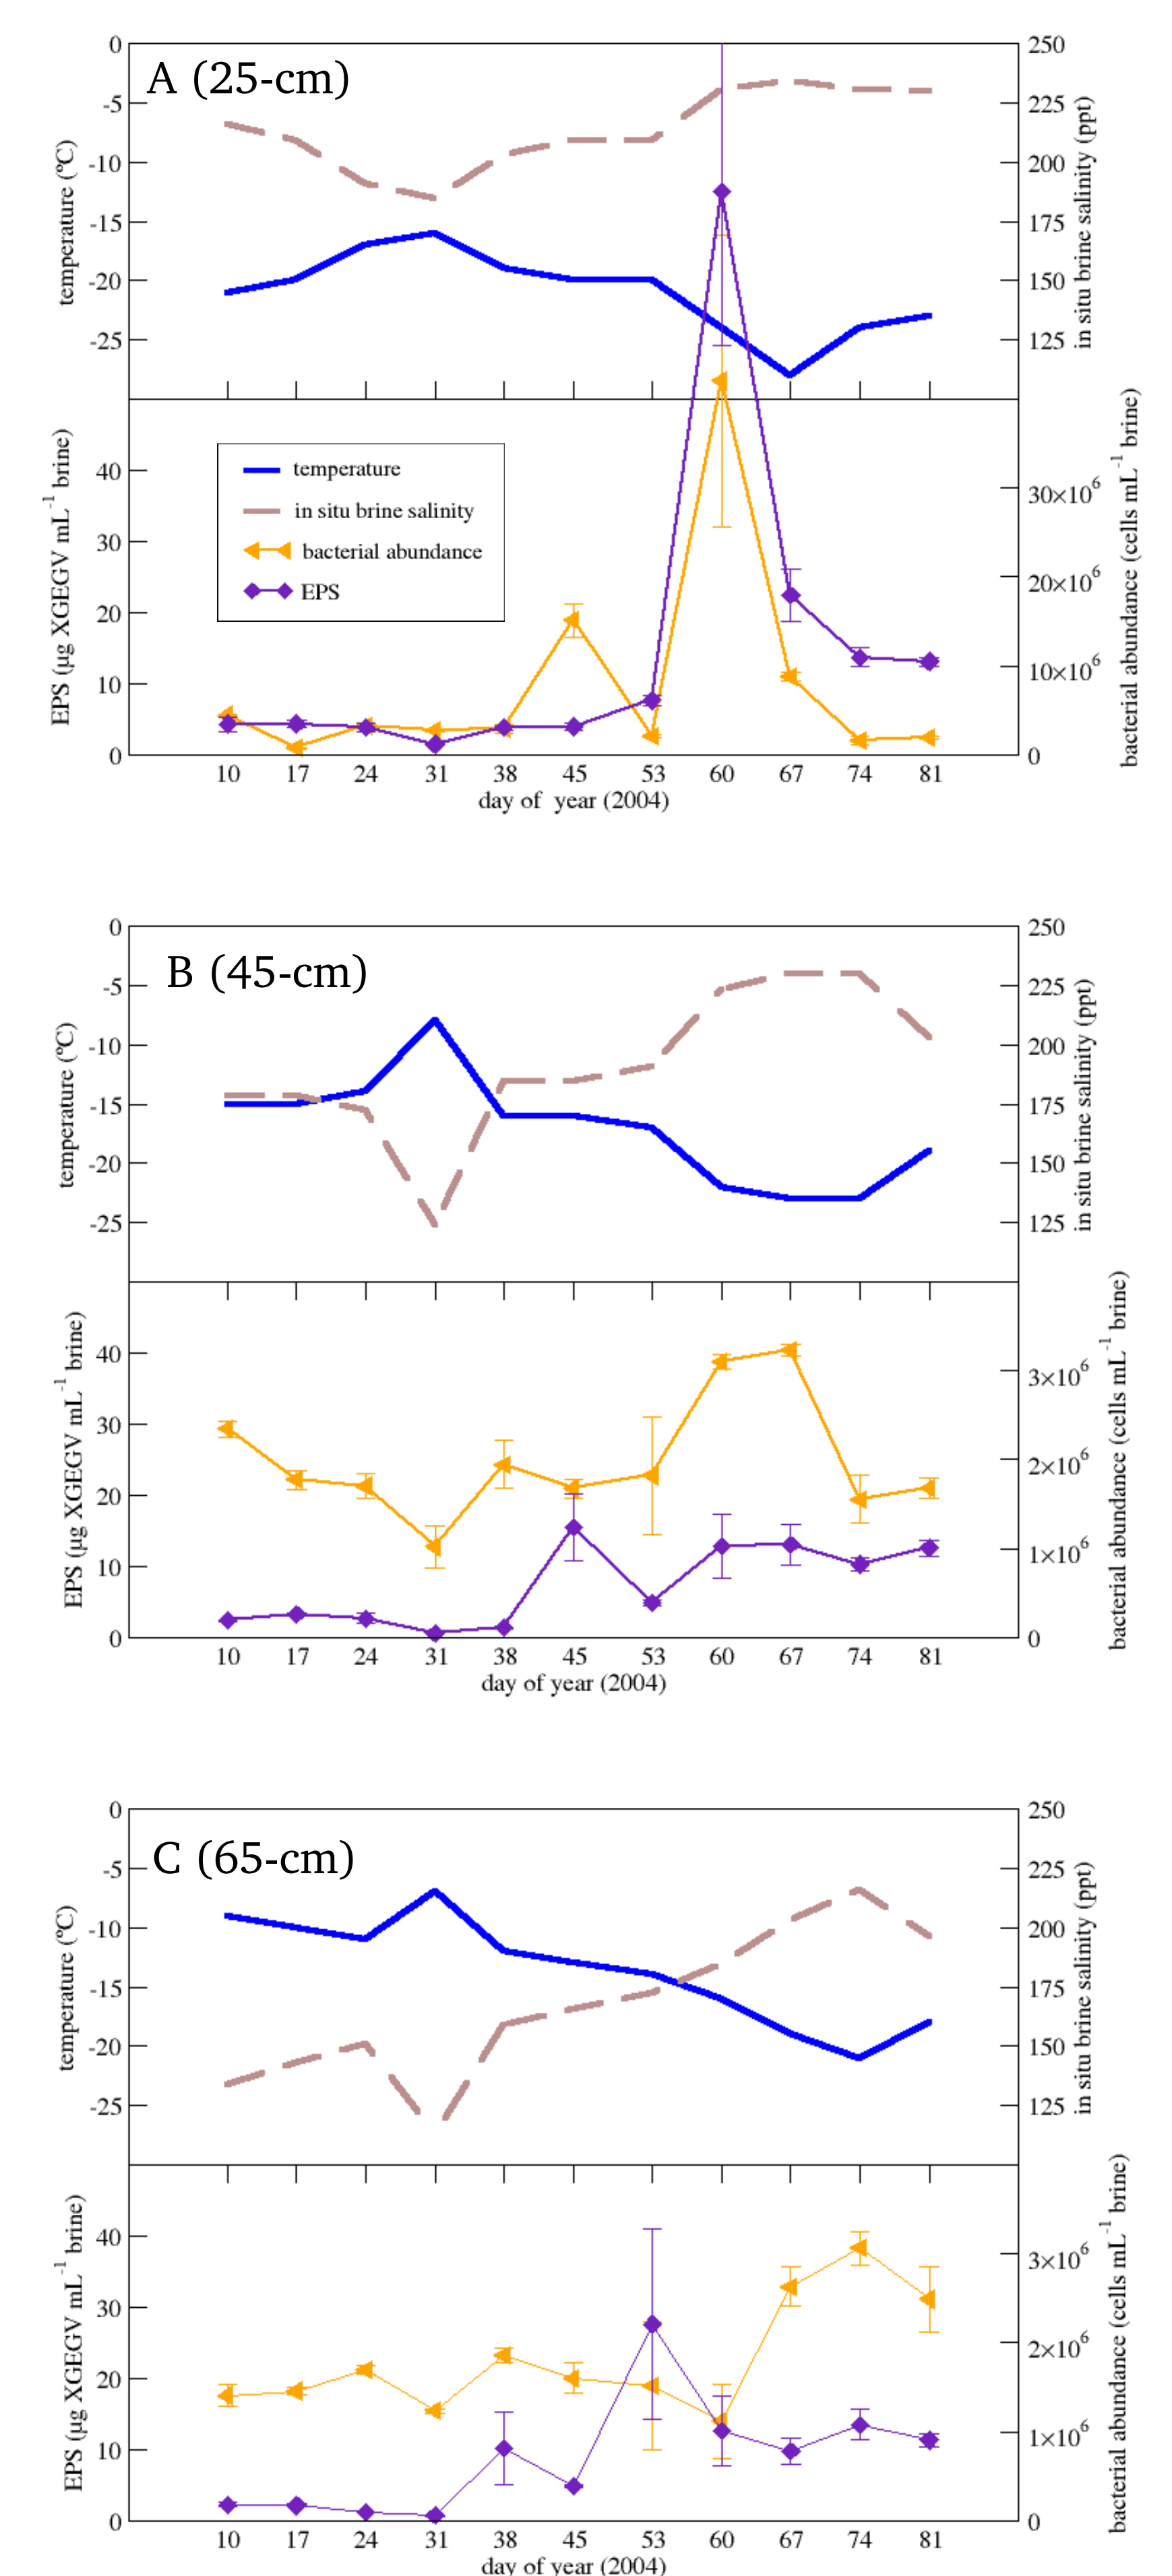 A (25-cm)
0
-5
-10
-15
-20
-25
temperature (ºC)
250
225
200
175
150
125
in situ brine salinity (ppt)
40
30
20
10
0
EPS (µg XGEGV mL⁻¹ brine)
temperature
in situ brine salinity
bacterial abundance
EPS
30×10⁶
20×10⁶
10×10⁶
0
bacterial abundance (cells mL⁻¹ brine)
10 17 24 31 38 45 53 60 67 74 81
day of year (2004)
B (45-cm)
0
-5
-10
-15
-20
-25
temperature (ºC)
250
225
200
175
150
125
in situ brine salinity (ppt)
40
30
20
10
0
EPS (µg XGEGV mL⁻¹ brine)
3×10⁶
2×10⁶
1×10⁶
0
bacterial abundance (cells mL⁻¹ brine)
10 17 24 31 38 45 53 60 67 74 81
day of year (2004)
C (65-cm)
0
-5
-10
-15
-20
-25
temperature (ºC)
250
225
200
175
150
125
in situ brine salinity (ppt)
40
30
20
10
0
EPS (µg XGEGV mL⁻¹ brine)
3×10⁶
2×10⁶
1×10⁶
0
bacterial abundance (cells mL⁻¹ brine)
10 17 24 31 38 45 53 60 67 74 81
day of year (2004)